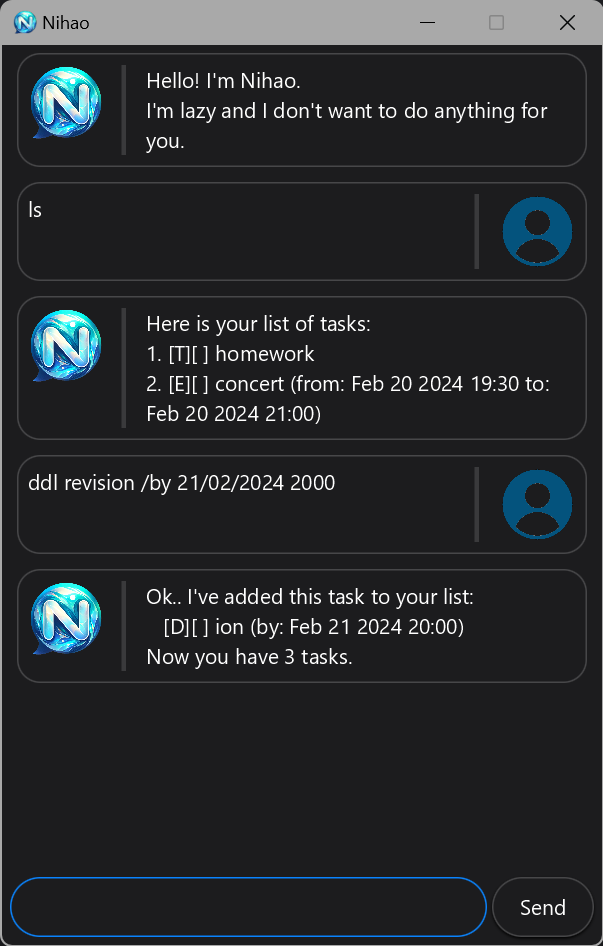 Nihao
Hello! I'm Nihao.
I'm lazy and I don't want to do anything for
you.
ls
Here is your list of tasks:
1. [T][ ] homework
2. [E][ ] concert (from: Feb 20 2024 19:30 to:
Feb 20 2024 21:00)
ddl revision /by 21/02/2024 2000
Ok.. I've added this task to your list:
[D][ ] ion (by: Feb 21 2024 20:00)
Now you have 3 tasks.
Send